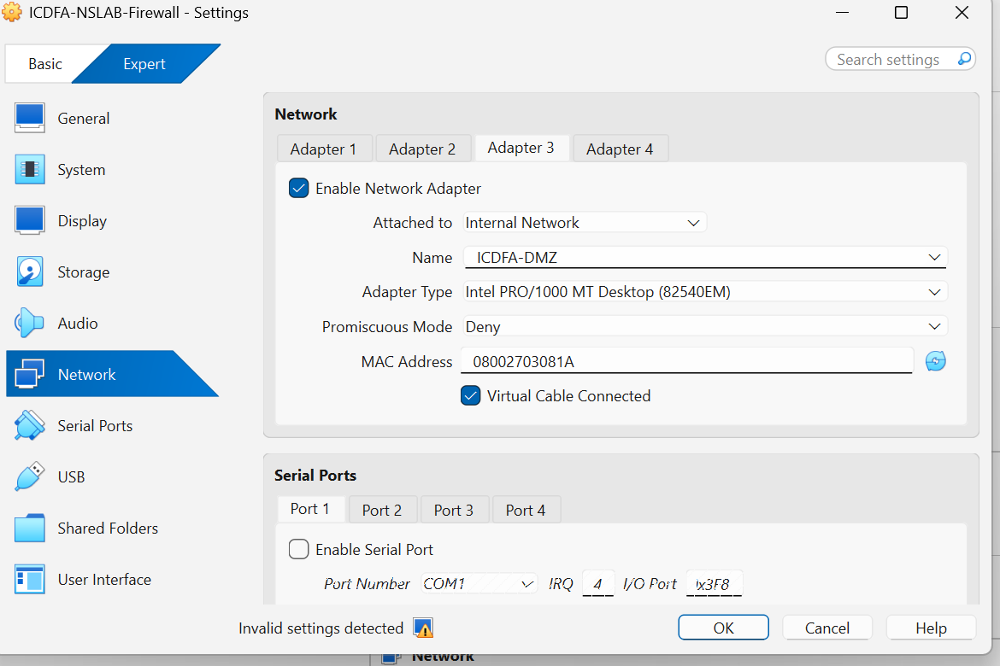 ICDFA-NSLAB-Firewall - Settings
Basic
Expert
Search settings
General
System
Display
Storage
Audio
Network
Serial Ports
USB
Shared Folders
User Interface
Network
Adapter 1
Adapter 2
Adapter 3
Adapter 4
Enable Network Adapter
Attached to Internal Network
Name ICDFA-DMZ
Adapter Type Intel PRO/1000 MT Desktop (82540EM)
Promiscuous Mode Deny
MAC Address 08002703081A
Virtual Cable Connected
Serial Ports
Port 1
Port 2
Port 3
Port 4
Enable Serial Port
Port Number COM1 IRQ 4 I/O Port x3F8
Invalid settings detected
OK
Cancel
Help
Network